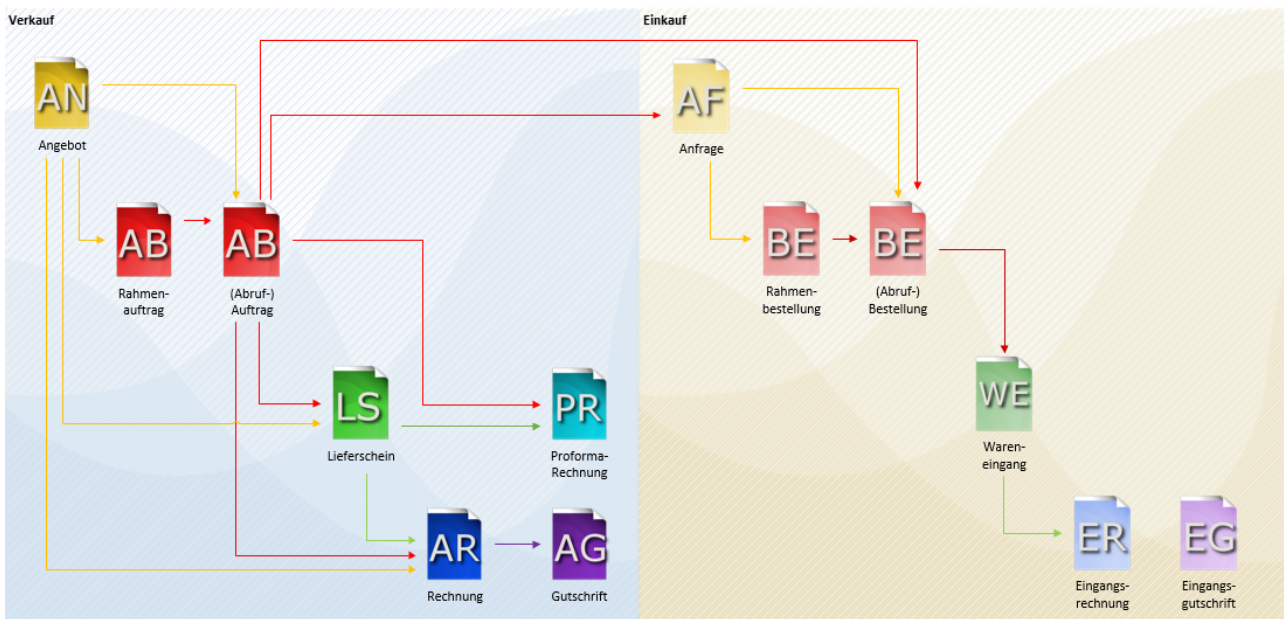 Verkauf
Einkauf
AN
Angebot
AF
Anfrage
AB
Rahmen-
auftrag
AB
(Abruf-)
Auftrag
BE
Rahmen-
bestellung
BE
(Abruf-)
Bestellung
LS
Lieferschein
PR
Proforma-
Rechnung
WE
Waren-
eingang
AR
Rechnung
AG
Gutschrift
ER
Eingangs-
rechnung
EG
Eingangs-
gutschrift